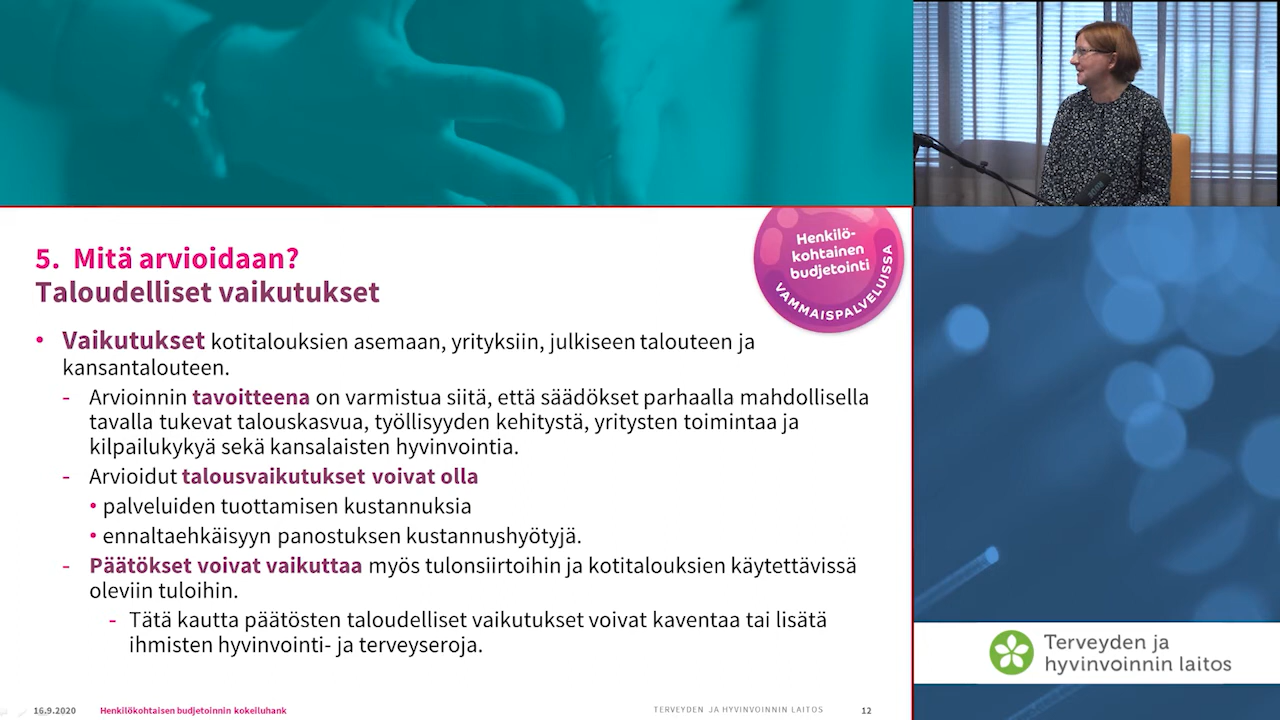 Henkilö-
kohtainen
budjetointi
VAMMAISPALVELUISSA
5. Mitä arvioidaan?
Taloudelliset vaikutukset
• Vaikutukset kotitalouksien asemaan, yrityksiin, julkiseen talouteen ja
kansantalouteen.
- Arvioinnin tavoitteena on varmistua siitä, että säädökset parhaalla mahdollisella
tavalla tukevat talouskasvua, työllisyyden kehitystä, yritysten toimintaa ja
kilpailukykyä sekä kansalaisten hyvinvointia.
- Arvioidut talousvaikutukset voivat olla
• palveluiden tuottamisen kustannuksia
• ennaltaehkäisyyn panostuksen kustannushyötyjä.
- Päätökset voivat vaikuttaa myös tulonsiirtoihin ja kotitalouksien käytettävissä
oleviin tuloihin.
- Tätä kautta päätösten taloudelliset vaikutukset voivat kaventaa tai lisätä
ihmisten hyvinvointi- ja terveyseroja.
16.9.2020 Henkilökohtaisen budjetoinnin kokeiluhank TERVEYDEN JA HYVINVOINNIN LAITOS 12
Terveyden ja
hyvinvoinnin laitos